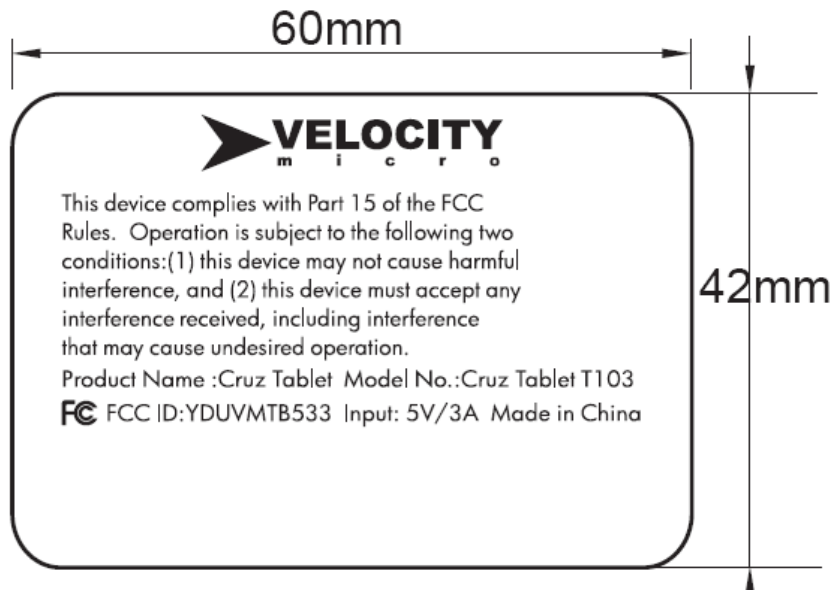 60mm
VELOCITY
micro
This device complies with Part 15 of the FCC
Rules.  Operation is subject to the following two
conditions:(1) this device may not cause harmful
interference, and (2) this device must accept any
interference received, including interference
that may cause undesired operation.
Product Name :Cruz Tablet  Model No.:Cruz Tablet T103
FC FCC ID:YDUVMTB533  Input: 5V/3A  Made in China
42mm